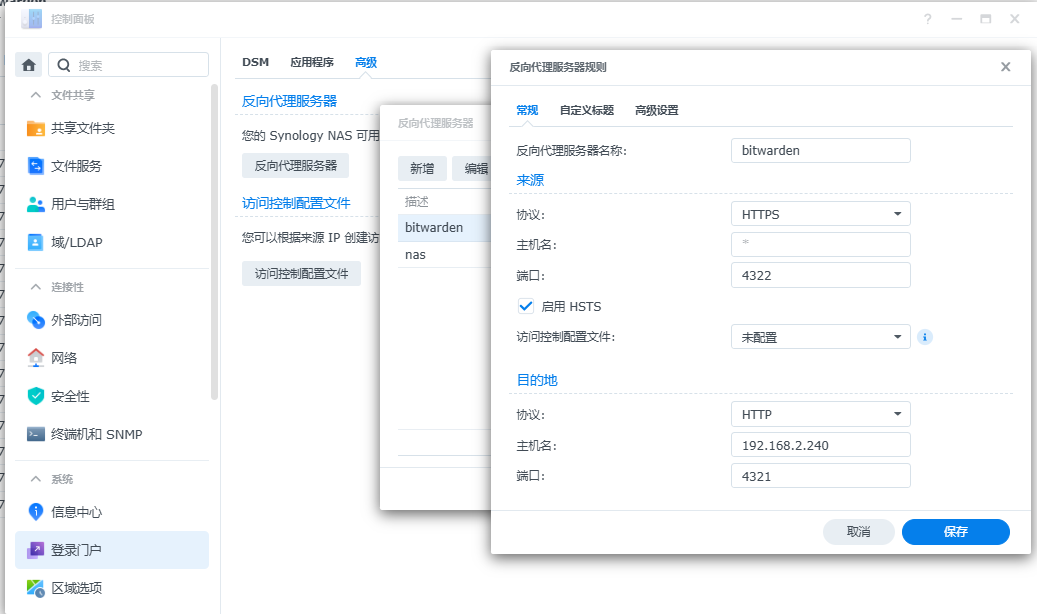 控制面板
搜索
文件共享
共享文件夹
文件服务
用户与群组
域/LDAP
连接性
外部访问
网络
安全性
终端机和 SNMP
系统
信息中心
登录门户
区域选项
DSM 应用程序 高级
反向代理服务器
您的 Synology NAS 可用
反向代理服务器
访问控制配置文件
您可以根据来源 IP 创建访
访问控制配置文件
反向代理服务器
新增 编辑
描述
bitwarden
nas
反向代理服务器规则
常规 自定义标题 高级设置
反向代理服务器名称: bitwarden
来源
协议: HTTPS
主机名: *
端口: 4322
启用 HSTS
访问控制配置文件: 未配置
目的地
协议: HTTP
主机名: 192.168.2.240
端口: 4321
取消 保存